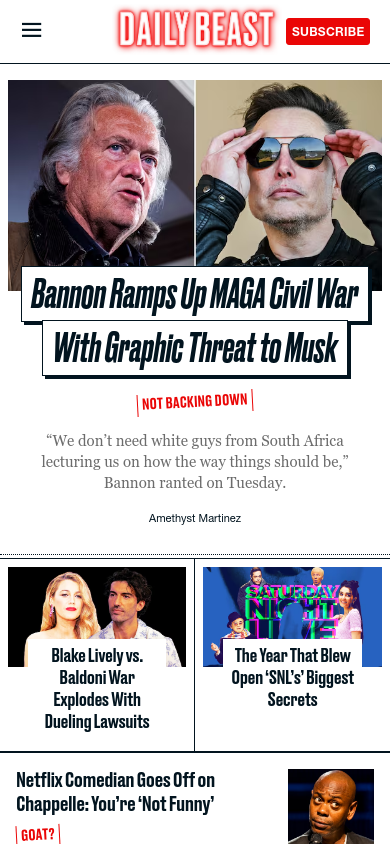 DAILY BEAST
SUBSCRIBE
Bannon Ramps Up MAGA Civil War
With Graphic Threat to Musk
NOT BACKING DOWN
“We don’t need white guys from South Africa
lecturing us on how the way things should be,”
Bannon ranted on Tuesday.
Amethyst Martinez
SATURDAY
NIGHT
LIVE
Blake Lively vs.
Baldoni War
Explodes With
Dueling Lawsuits
The Year That Blew
Open ‘SNL’s’ Biggest
Secrets
Netflix Comedian Goes Off on
Chappelle: You’re ‘Not Funny’
GOAT?